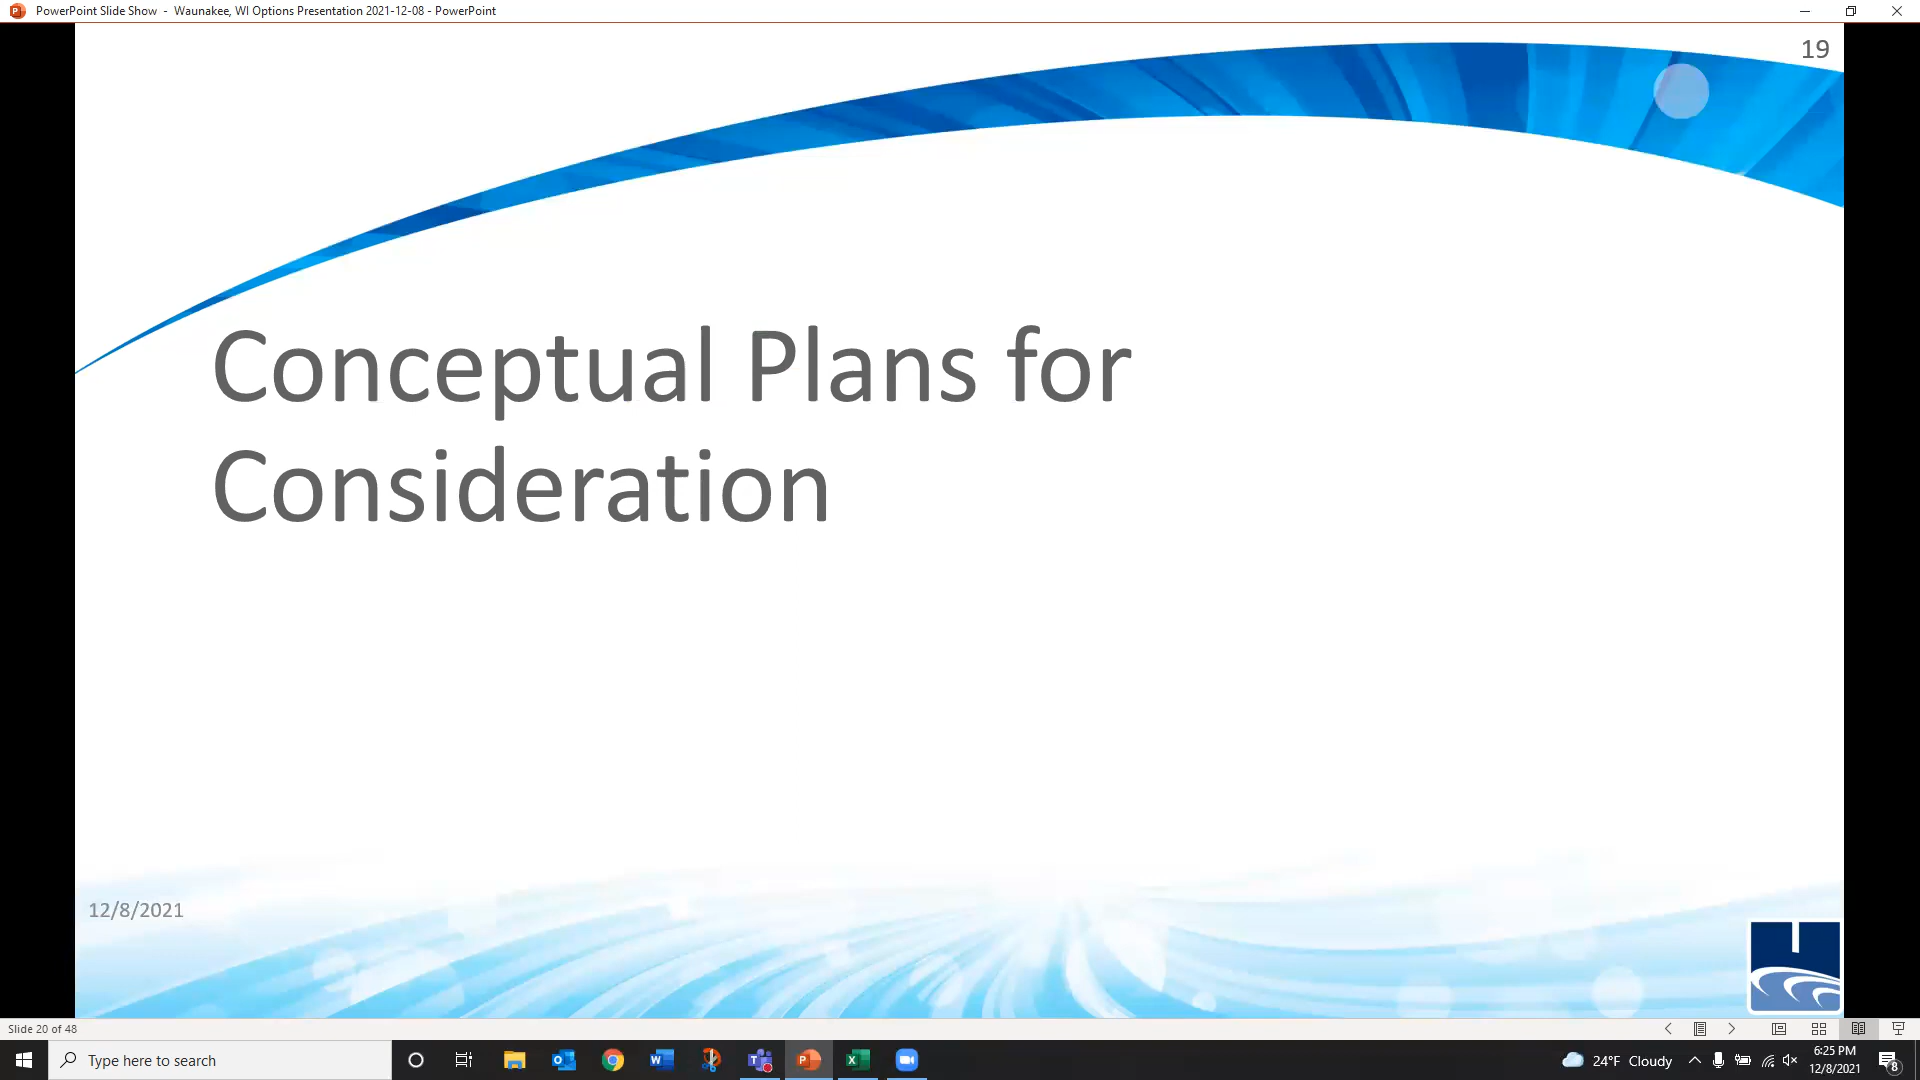 PowerPoint Slide Show - Waunakee, WI Options Presentation 2021-12-08 - PowerPoint
19
Conceptual Plans for
Consideration
12/8/2021
Slide 20 of 48
Type here to search
24°F Cloudy
6:25 PM
12/8/2021
8